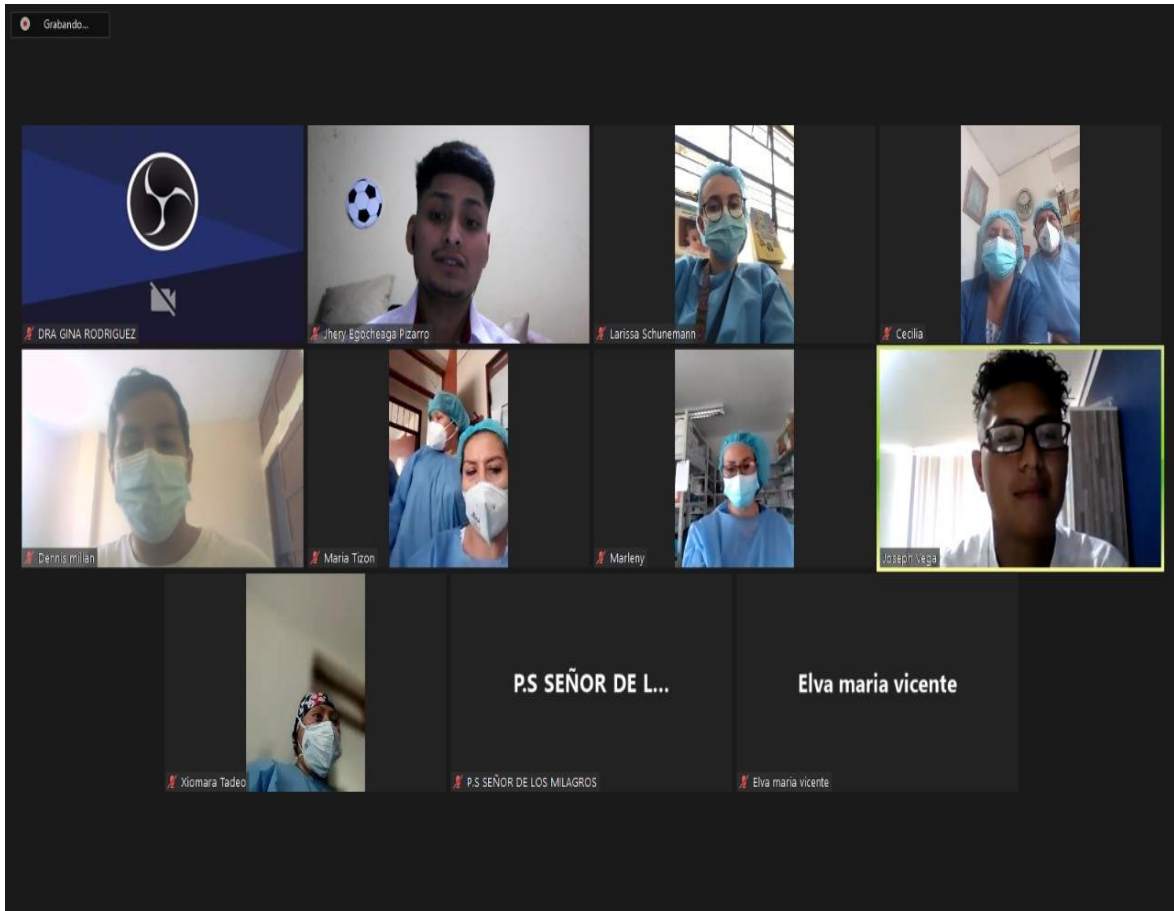 Grabando...
DRA GINA RODRIGUEZ
Jhery Egocheaga Pizarro
Larissa Schunemann
Cecilia
Dennis millan
Maria Tizon
Marleny
Joseph Vega
Xiomara Tadeo
P.S SEÑOR DE L...
P.S SEÑOR DE LOS MILAGROS
Elva maria vicente
Elva maria vicente